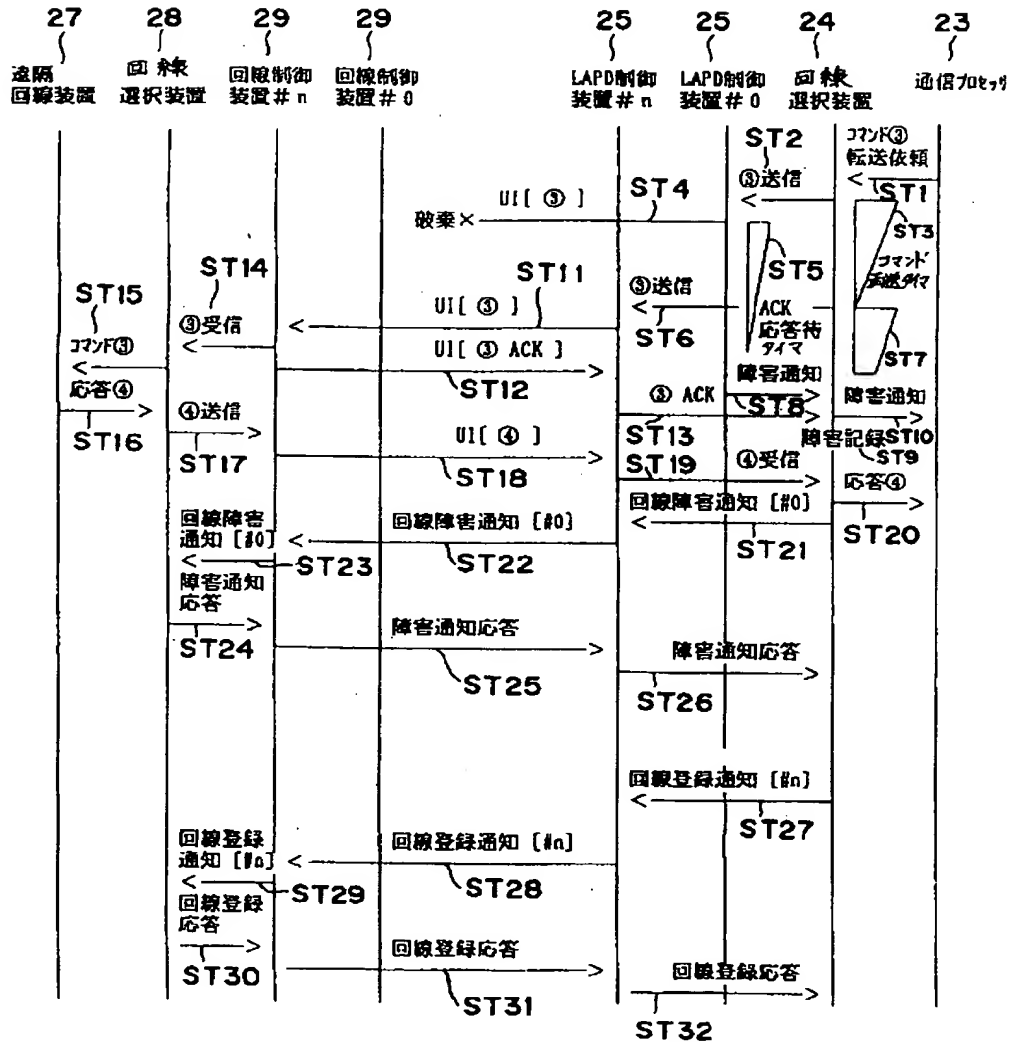 27 28 29 29 25 25 24 23
遠隔
回線装置
回線
選択装置
回線制御
装置#n
回線制御
装置#0
LAPD制御
装置#n
LAPD制御
装置#0
回線
選択装置
通信プロセッサ
コマンド③
転送依頼
ST1
ST2
③送信
ST3
コマンド
再送タイマ
ST4
UI[ ③ ]
破棄×
ST5
ACK
応答待
タイマ
③送信
ST6
ST7
障害通知
ST8
障害記録
ST9
障害通知
ST10
ST11
UI[ ③ ]
UI[ ③ ACK ]
ST12
③ ACK
ST13
ST14
③受信
ST15
コマンド③
応答④
ST16
④送信
ST17
UI[ ④ ]
ST18
ST19
④受信
応答④
ST20
回線障害通知 [#0]
ST21
回線障害通知 [#0]
ST22
回線障害
通知 [#0]
ST23
障害通知
応答
ST24
障害通知応答
ST25
障害通知応答
ST26
回線登録通知 [#n]
ST27
回線登録通知 [#n]
ST28
回線登録
通知 [#n]
ST29
回線登録
応答
ST30
回線登録応答
ST31
回線登録応答
ST32